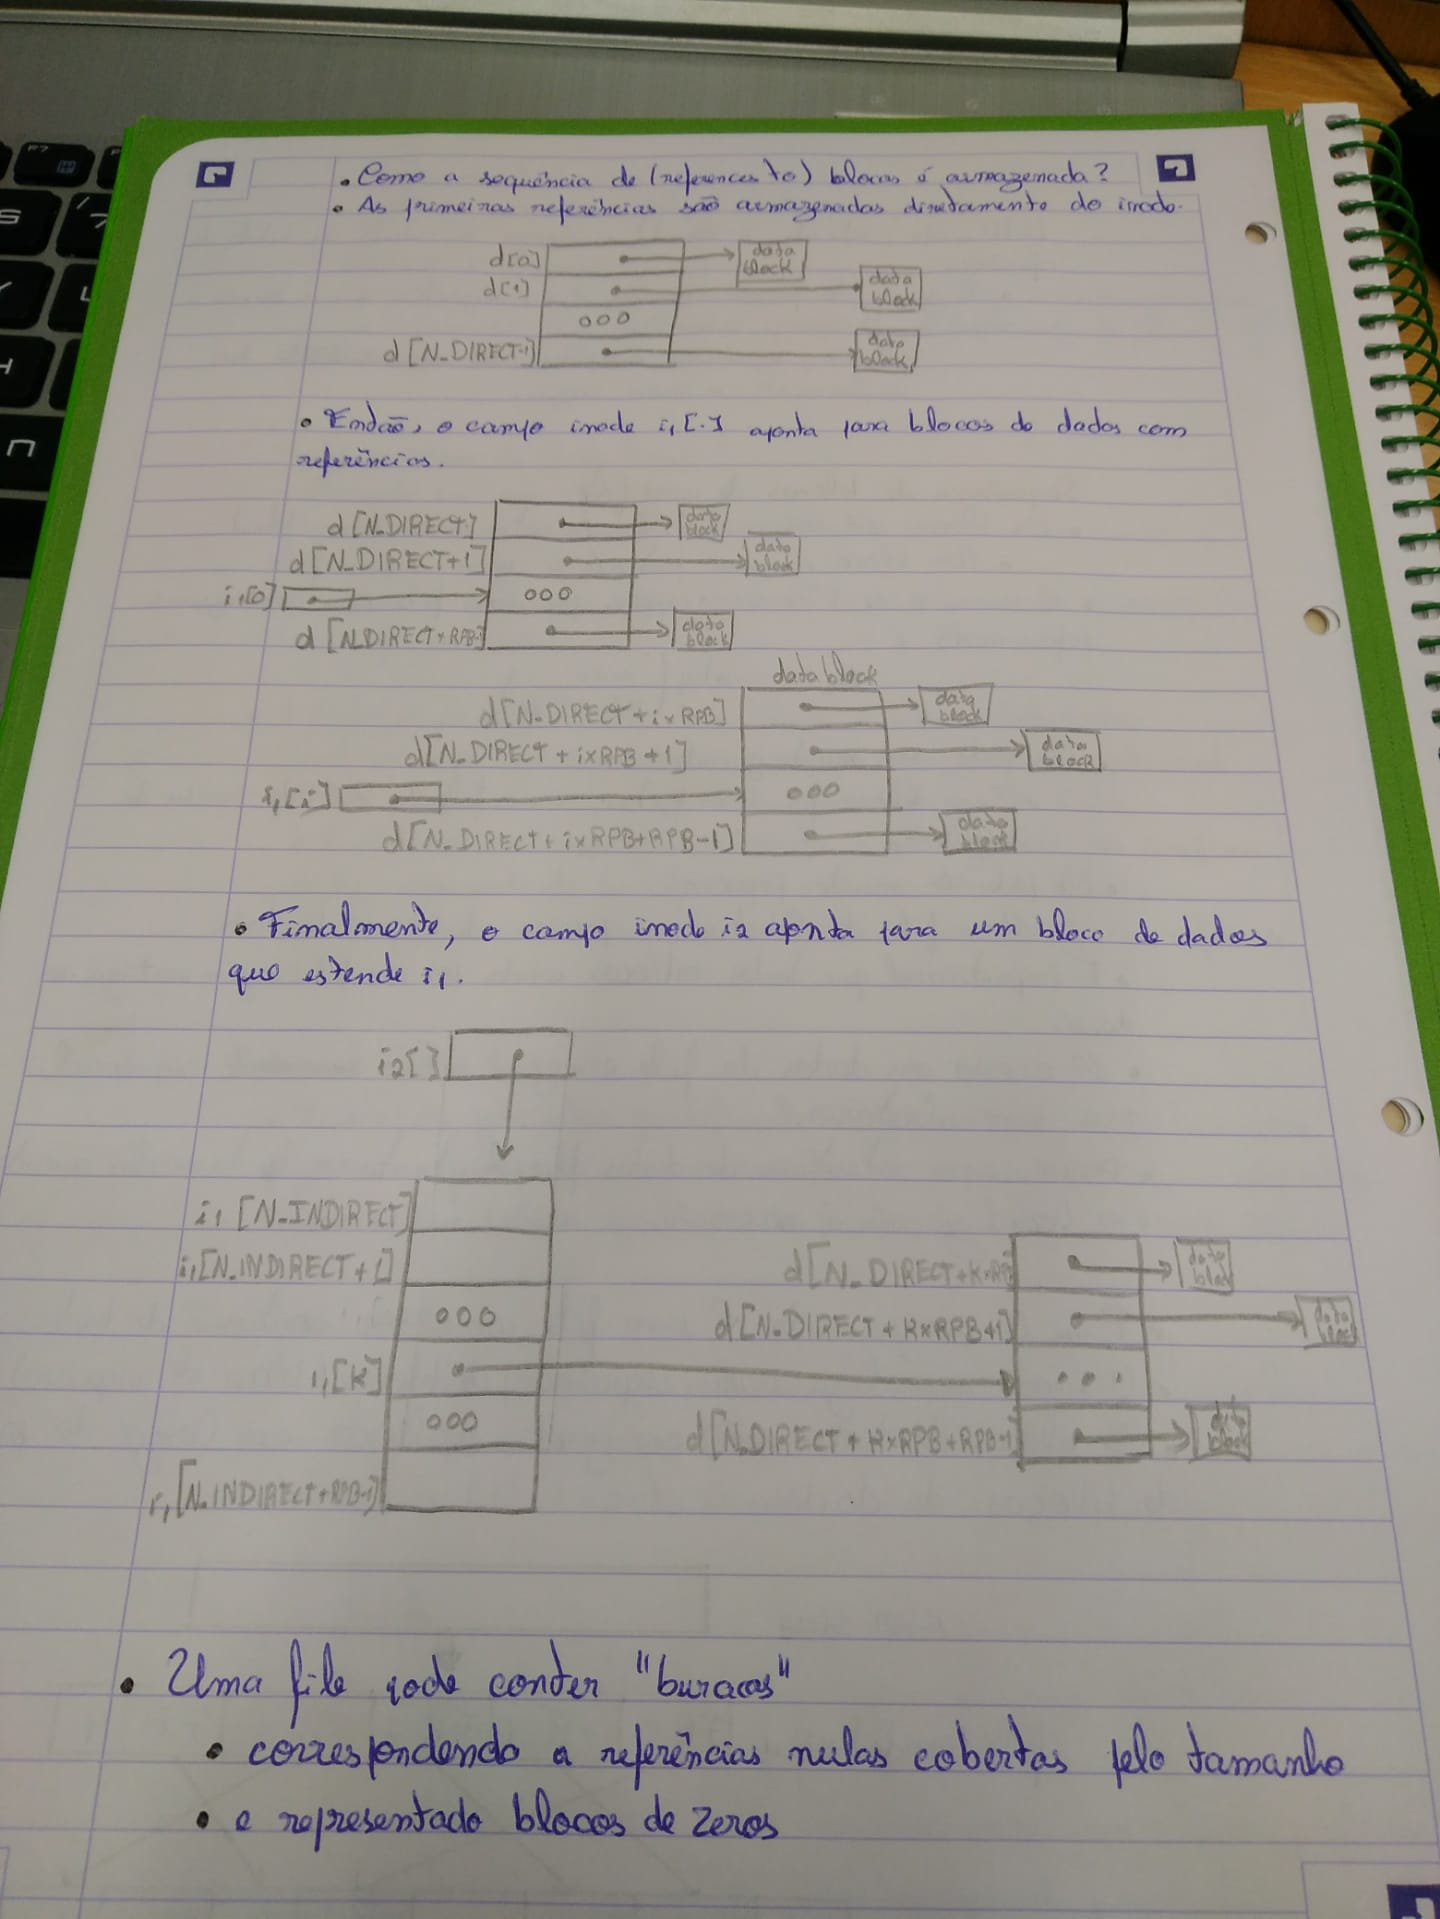 • Como a sequência de (references to) blocos é armazenada?
• As primeiras referências são armazenadas diretamente do inode.
d[0]
data block
d[1]
data block
ooo
d[N_DIRECT-1]
data block
• Então, o campo inode i1[.] aponta para blocos de dados com
referências.
d[N_DIRECT]
data block
d[N_DIRECT+1]
data block
i1[0]
ooo
d[N_DIRECT+RPB-1]
data block
data block
d[N_DIRECT+i×RPB]
data block
d[N_DIRECT+i×RPB+1]
data block
i1[i]
ooo
d[N_DIRECT+i×RPB+RPB-1]
data block
• Finalmente, o campo inode i2 aponta para um bloco de dados
que estende i1.
i2[ ]
i1[N_INDIRECT]
i1[N_INDIRECT+1]
ooo
i1[K]
ooo
i1[N_INDIRECT+RPB-1]
d[N_DIRECT+K×RPB]
data block
d[N_DIRECT+K×RPB+1]
data block
...
d[N_DIRECT+K×RPB+RPB-1]
data block
• Uma file pode conter "buracos"
• correspondendo a referências nulas cobertas pelo tamanho
• e representado blocos de zeros